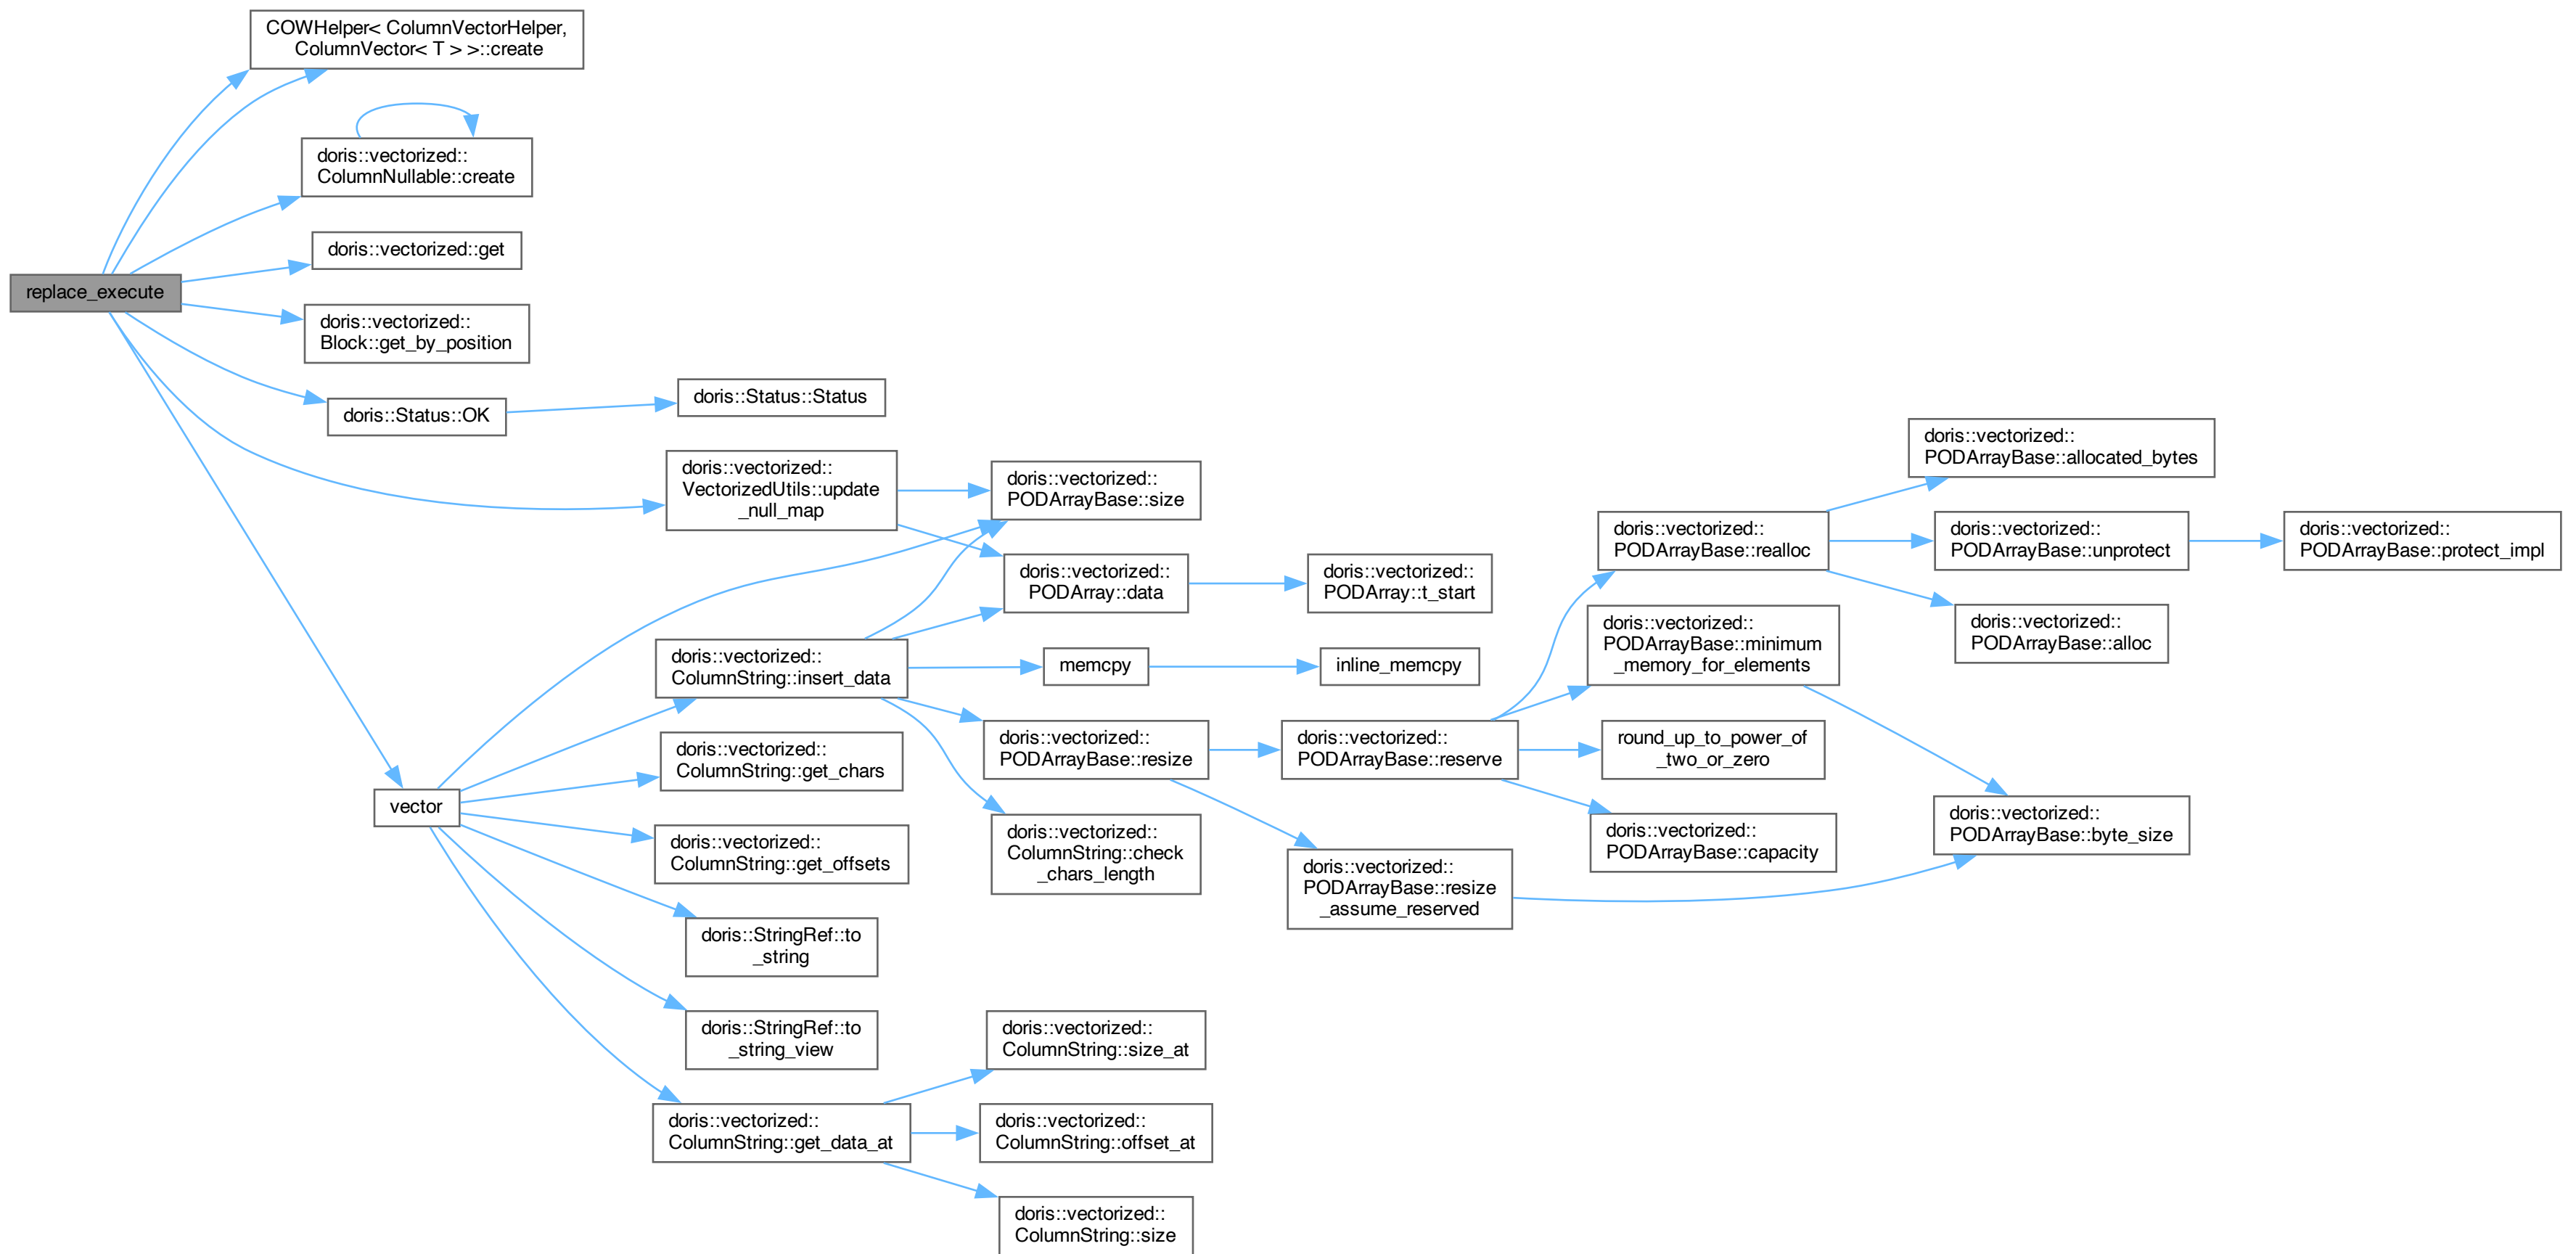 COWHelper< ColumnVectorHelper,
ColumnVector< T > >::create
doris::vectorized::
ColumnNullable::create
doris::vectorized::get
replace_execute
doris::vectorized::
Block::get_by_position
doris::Status::OK
doris::Status::Status
doris::vectorized::
VectorizedUtils::update
_null_map
doris::vectorized::
PODArrayBase::size
doris::vectorized::
PODArray::data
doris::vectorized::
PODArray::t_start
doris::vectorized::
PODArrayBase::realloc
doris::vectorized::
PODArrayBase::allocated_bytes
doris::vectorized::
PODArrayBase::unprotect
doris::vectorized::
PODArrayBase::protect_impl
doris::vectorized::
PODArrayBase::alloc
doris::vectorized::
ColumnString::insert_data
memcpy
inline_memcpy
doris::vectorized::
PODArrayBase::minimum
_memory_for_elements
doris::vectorized::
PODArrayBase::resize
doris::vectorized::
PODArrayBase::reserve
round_up_to_power_of
_two_or_zero
doris::vectorized::
PODArrayBase::capacity
doris::vectorized::
PODArrayBase::byte_size
doris::vectorized::
ColumnString::get_chars
vector
doris::vectorized::
ColumnString::get_offsets
doris::vectorized::
ColumnString::check
_chars_length
doris::vectorized::
PODArrayBase::resize
_assume_reserved
doris::StringRef::to
_string
doris::StringRef::to
_string_view
doris::vectorized::
ColumnString::get_data_at
doris::vectorized::
ColumnString::size_at
doris::vectorized::
ColumnString::offset_at
doris::vectorized::
ColumnString::size